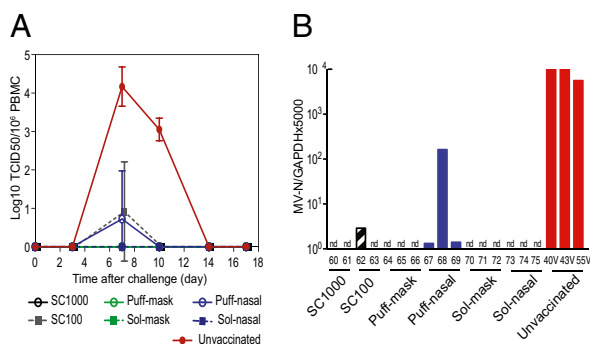 A
Log10 TCID50/10⁶ PBMC
5
4
3
2
1
0
0 2 4 6 8 10 12 14 16 18
Time after challenge (day)
SC1000 Puff-mask Puff-nasal
SC100 Sol-mask Sol-nasal
Unvaccinated
B
MV-N/GAPDHx5000
10⁴
10³
10²
10¹
10⁰
nd nd nd nd nd nd nd nd nd nd nd nd
60 61 62 63 64 65 66 67 68 69 70 71 72 73 74 75 40V 43V 55V
SC1000
SC100
Puff-mask
Puff-nasal
Sol-mask
Sol-nasal
Unvaccinated